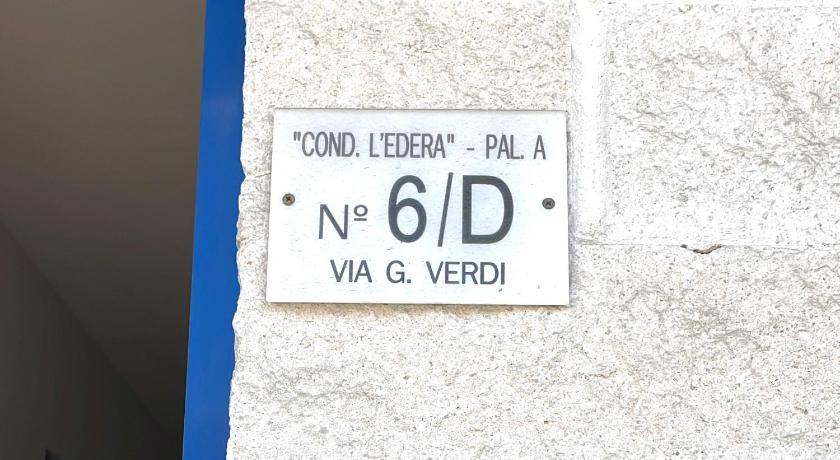 "COND. L'EDERA" - PAL. A
Nº 6/D
VIA G. VERDI